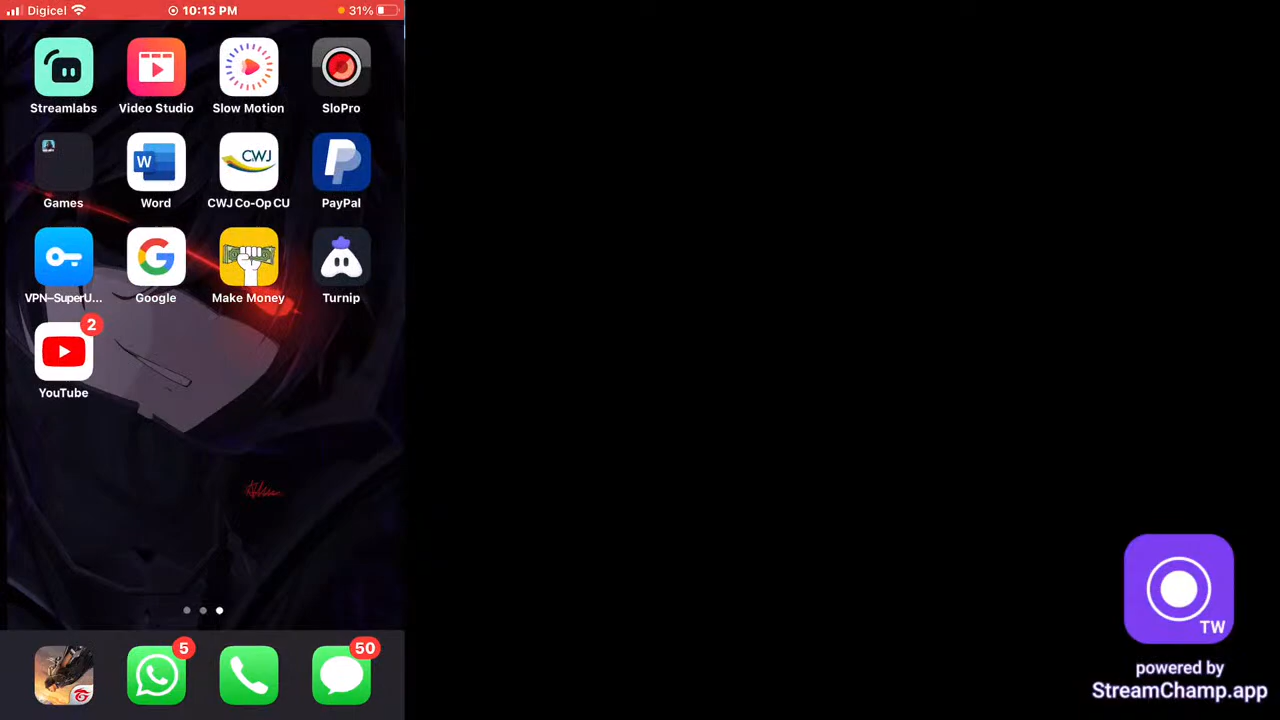 Digicel 10:13 PM 31%
Streamlabs Video Studio Slow Motion SloPro
W CWJ
Games Word CWJ Co-Op CU PayPal
VPN–SuperU... Google Make Money Turnip
2
YouTube
5 50
TW
powered by
StreamChamp.app